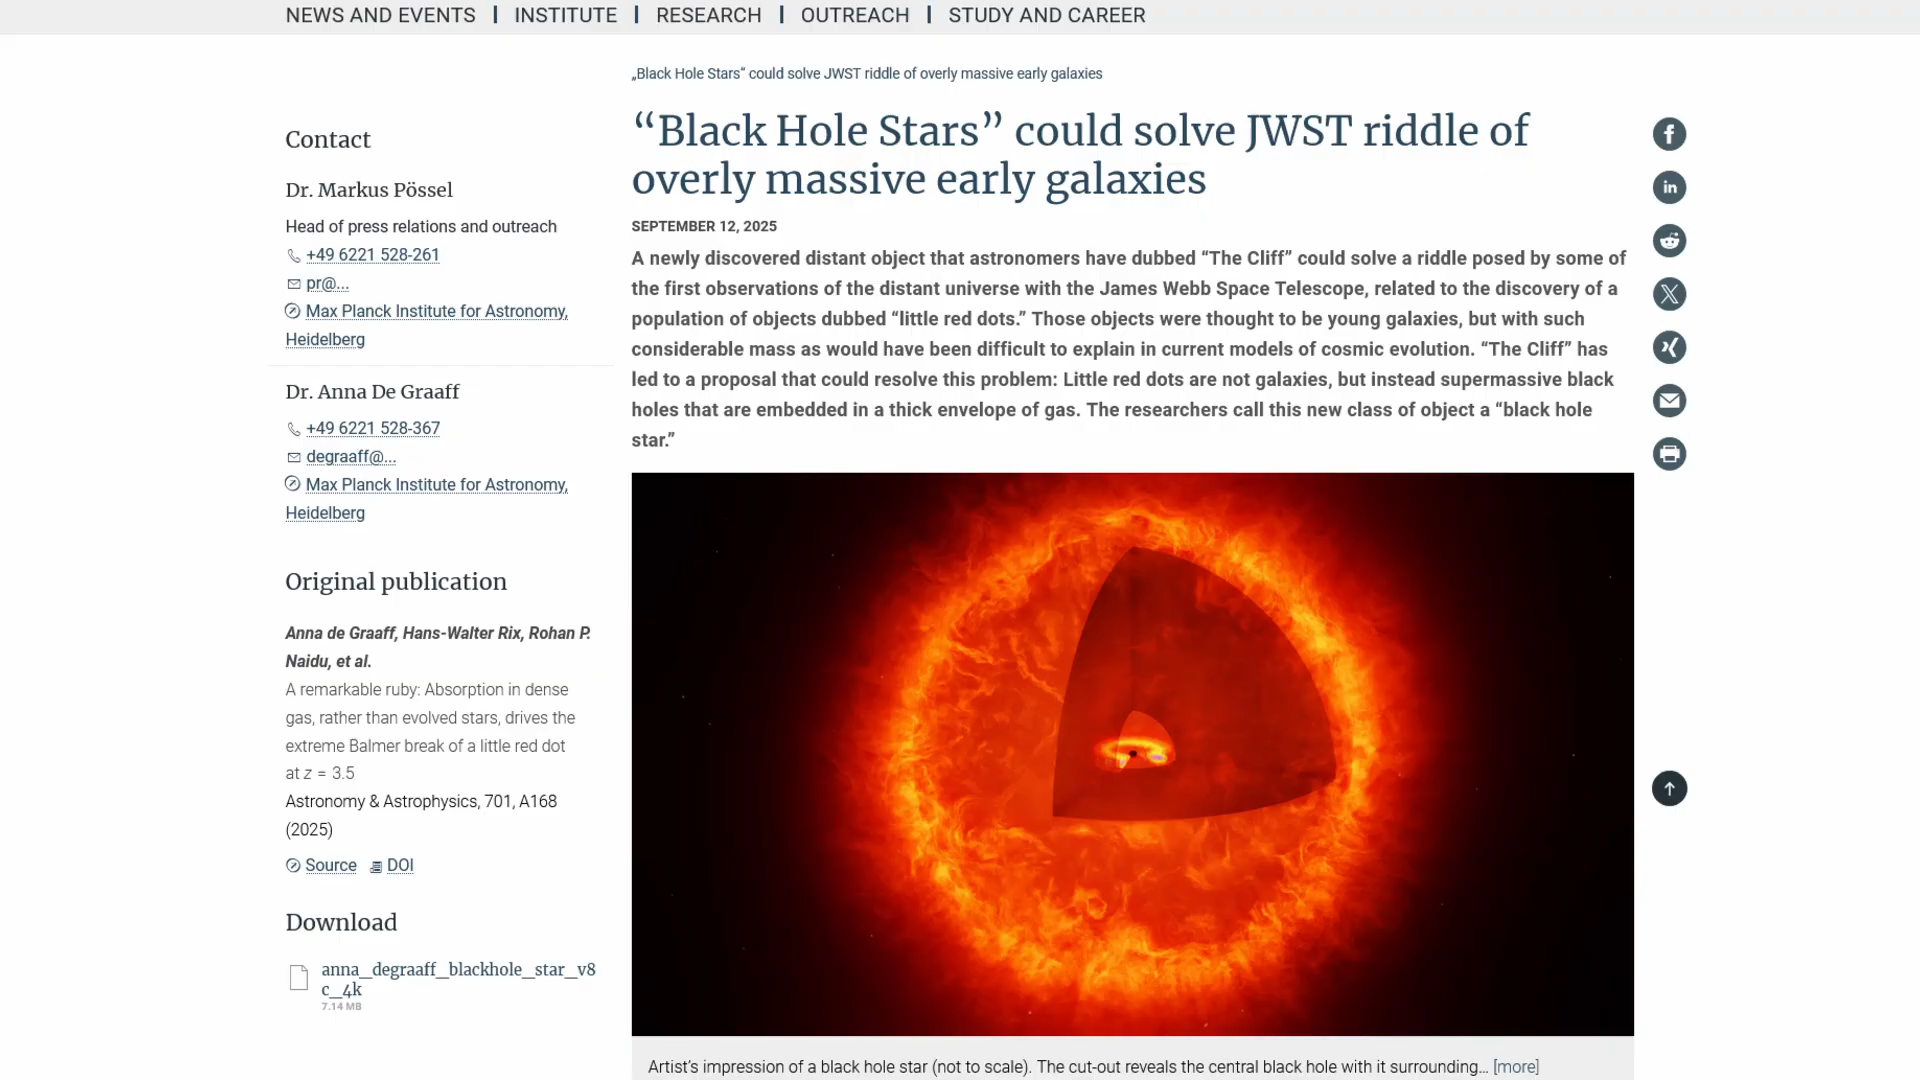 NEWS AND EVENTS | INSTITUTE | RESEARCH | OUTREACH | STUDY AND CAREER
„Black Hole Stars“ could solve JWST riddle of overly massive early galaxies
“Black Hole Stars” could solve JWST riddle of
overly massive early galaxies
SEPTEMBER 12, 2025
A newly discovered distant object that astronomers have dubbed “The Cliff” could solve a riddle posed by some of
the first observations of the distant universe with the James Webb Space Telescope, related to the discovery of a
population of objects dubbed “little red dots.” Those objects were thought to be young galaxies, but with such
considerable mass as would have been difficult to explain in current models of cosmic evolution. “The Cliff” has
led to a proposal that could resolve this problem: Little red dots are not galaxies, but instead supermassive black
holes that are embedded in a thick envelope of gas. The researchers call this new class of object a “black hole
star.”
Artist’s impression of a black hole star (not to scale). The cut-out reveals the central black hole with it surrounding... [more]
Contact
Dr. Markus Pössel
Head of press relations and outreach
+49 6221 528-261
pr@...
Max Planck Institute for Astronomy,
Heidelberg
Dr. Anna De Graaff
+49 6221 528-367
degraaff@...
Max Planck Institute for Astronomy,
Heidelberg
Original publication
Anna de Graaff, Hans-Walter Rix, Rohan P.
Naidu, et al.
A remarkable ruby: Absorption in dense
gas, rather than evolved stars, drives the
extreme Balmer break of a little red dot
at z = 3.5
Astronomy & Astrophysics, 701, A168
(2025)
Source DOI
Download
anna_degraaff_blackhole_star_v8
c_4k
7.14 MB
f
in
X